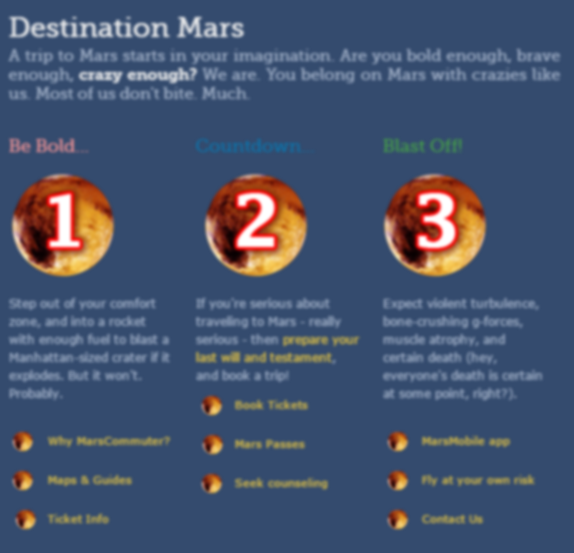 Destination Mars
A trip to Mars starts in your imagination. Are you bold enough, brave
enough, crazy enough? We are. You belong on Mars with crazies like
us. Most of us don't bite. Much.
Be Bold...
1
Step out of your comfort
zone, and into a rocket
with enough fuel to blast a
Manhattan-sized crater if it
explodes. But it won't.
Probably.
Why MarsCommuter?
Maps & Guides
Ticket Info
Countdown...
2
If you're serious about
traveling to Mars - really
serious - then prepare your
last will and testament,
and book a trip!
Book Tickets
Mars Passes
Seek counseling
Blast Off!
3
Expect violent turbulence,
bone-crushing g-forces,
muscle atrophy, and
certain death (hey,
everyone's death is certain
at some point, right?).
MarsMobile app
Fly at your own risk
Contact Us